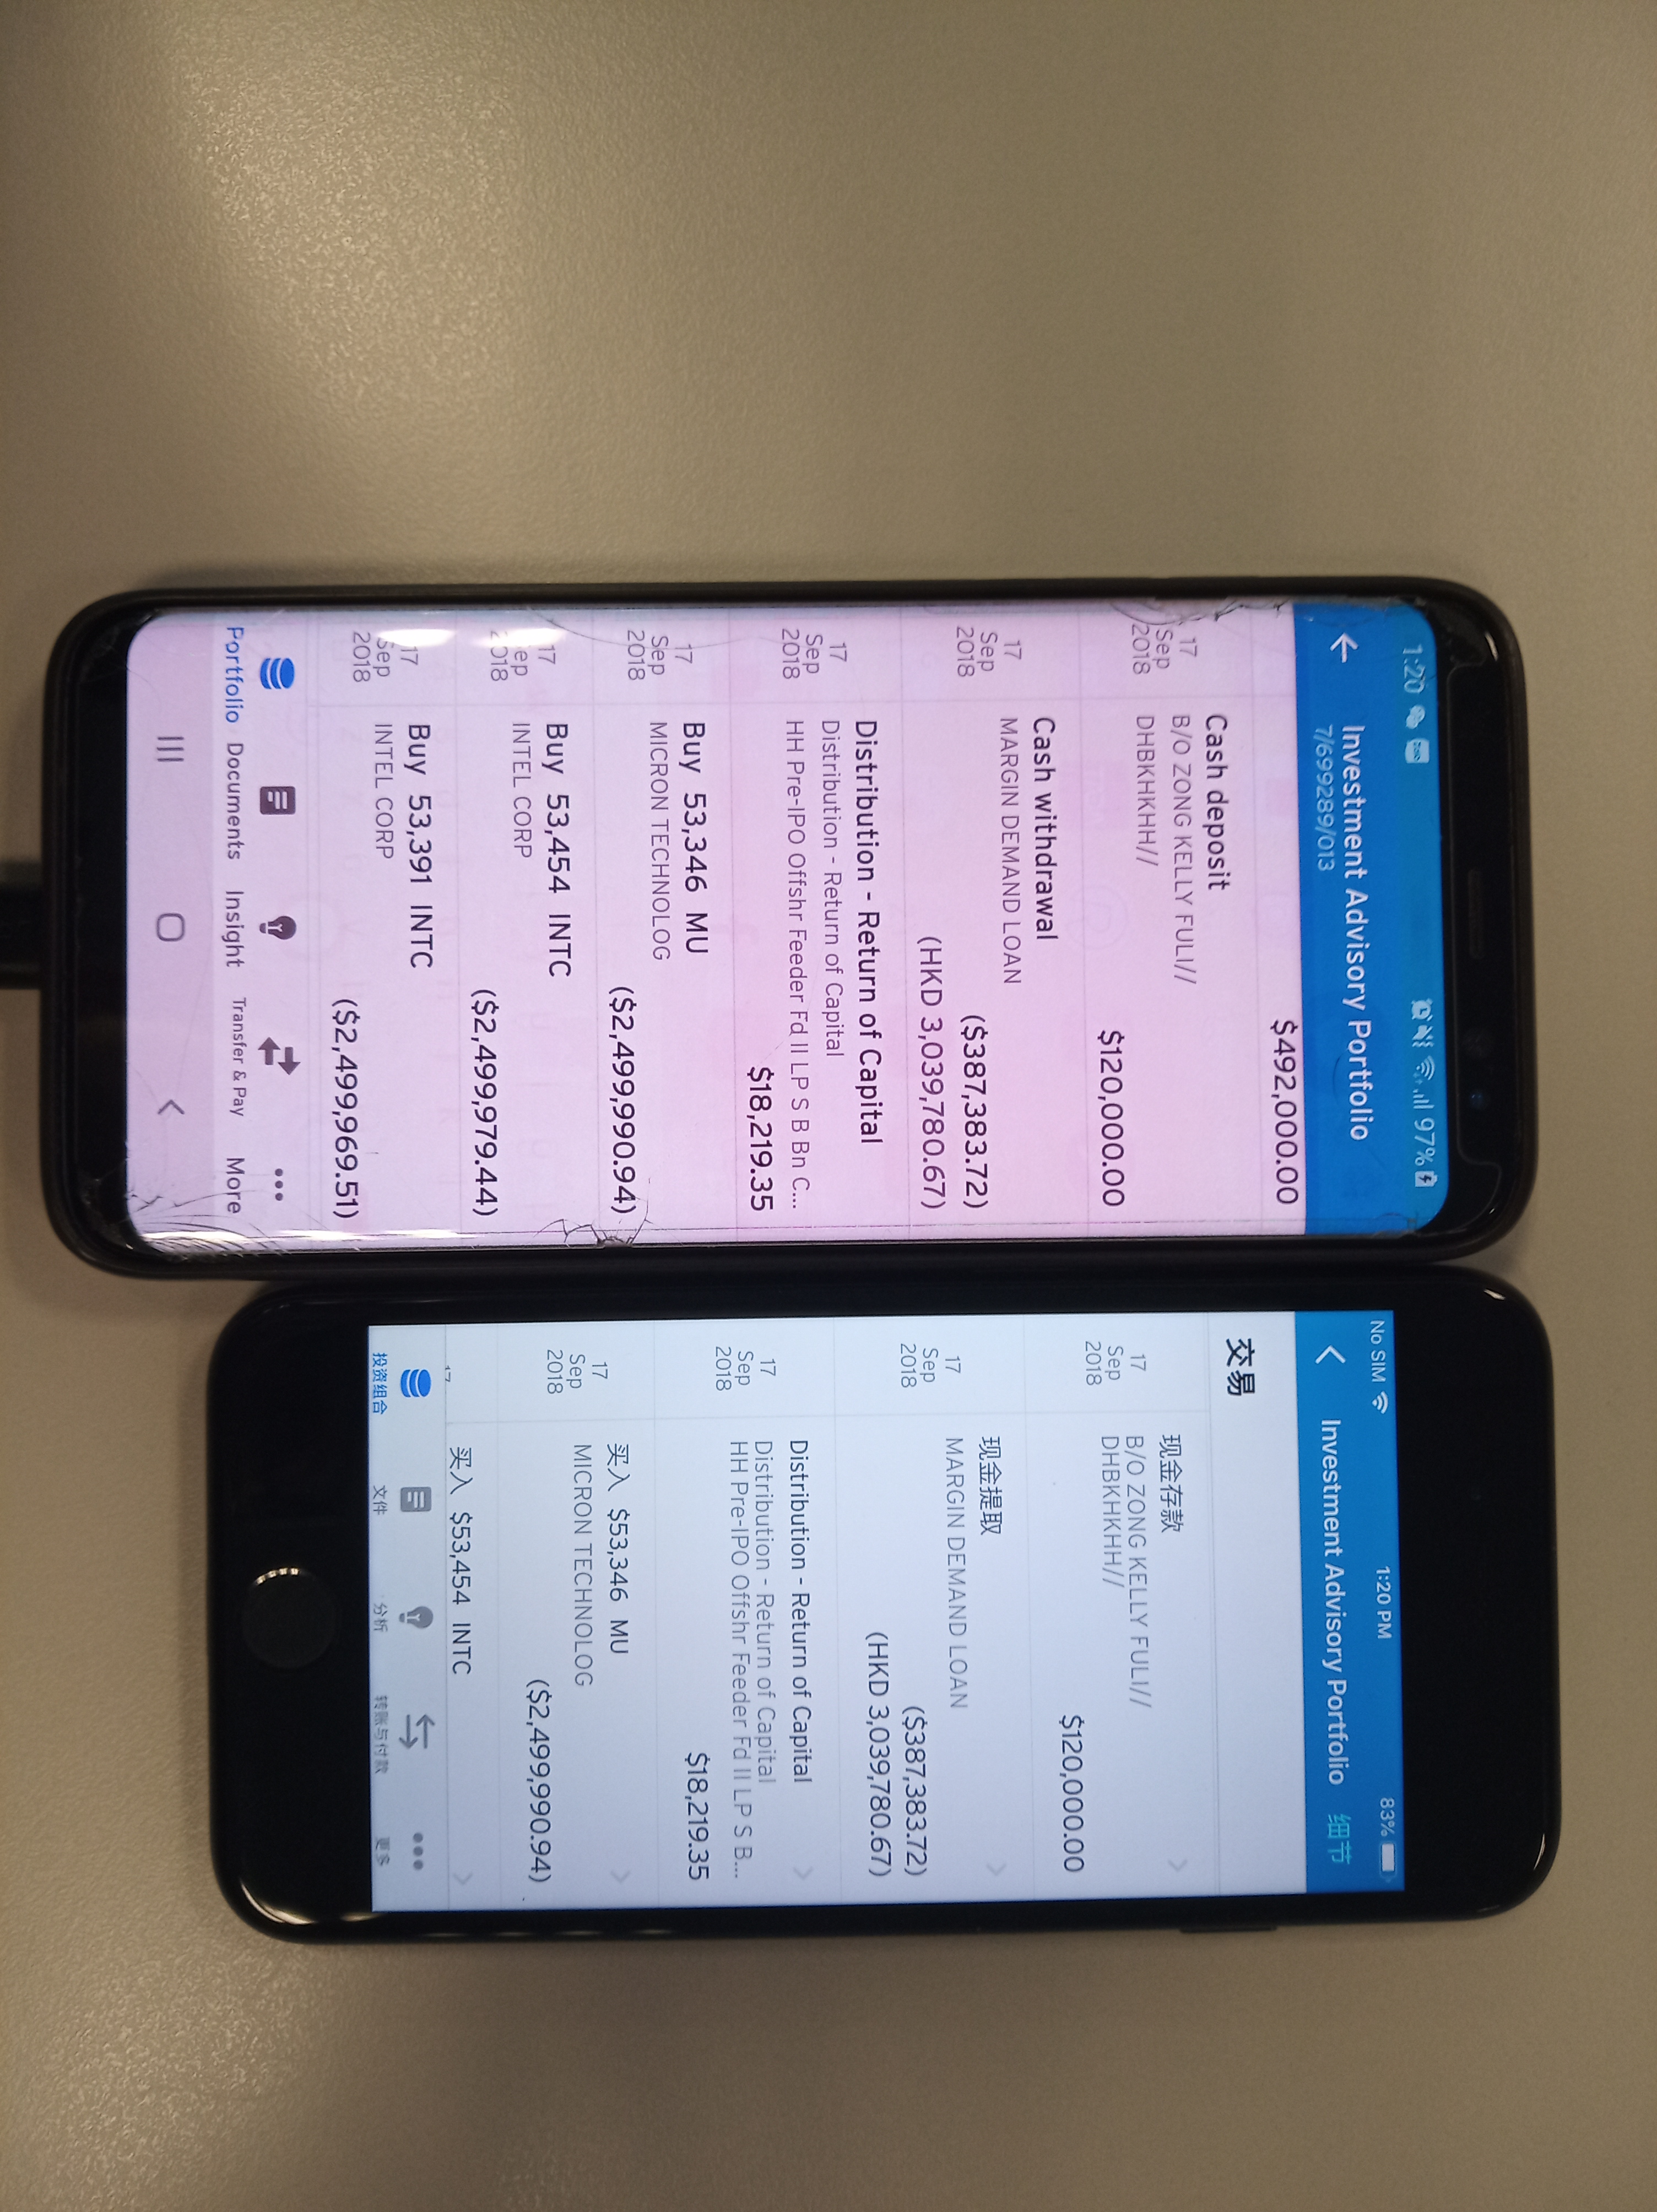 1:20
97%
Investment Advisory Portfolio
7/699289/013
$492,000.00
17
Sep
2018
Cash deposit
B/O ZONG KELLY FULI//
DHBKHKHH//
$120,000.00
17
Sep
2018
Cash withdrawal
MARGIN DEMAND LOAN
($387,383.72)
(HKD 3,039,780.67)
17
Sep
2018
Distribution - Return of Capital
Distribution - Return of Capital
HH Pre-IPO Offshr Feeder Fd II LP S B Bn C...
$18,219.35
17
Sep
2018
Buy 53,346 MU
MICRON TECHNOLOG
($2,499,990.94)
17
Sep
2018
Buy 53,454 INTC
INTEL CORP
($2,499,979.44)
17
Sep
2018
Buy 53,391 INTC
INTEL CORP
($2,499,969.51)
Portfolio Documents Insight Transfer & Pay More
No SIM 1:20 PM 83%
Investment Advisory Portfolio 细节
交易
17
Sep
2018
现金存款
B/O ZONG KELLY FULI//
DHBKHKHH//
$120,000.00
17
Sep
2018
现金提取
MARGIN DEMAND LOAN
($387,383.72)
(HKD 3,039,780.67)
17
Sep
2018
Distribution - Return of Capital
Distribution - Return of Capital
HH Pre-IPO Offshr Feeder Fd II LP S B...
$18,219.35
17
Sep
2018
买入 $53,346 MU
MICRON TECHNOLOG
($2,499,990.94)
17
买入 $53,454 INTC
投资组合 文件 分析 转账与付款 更多